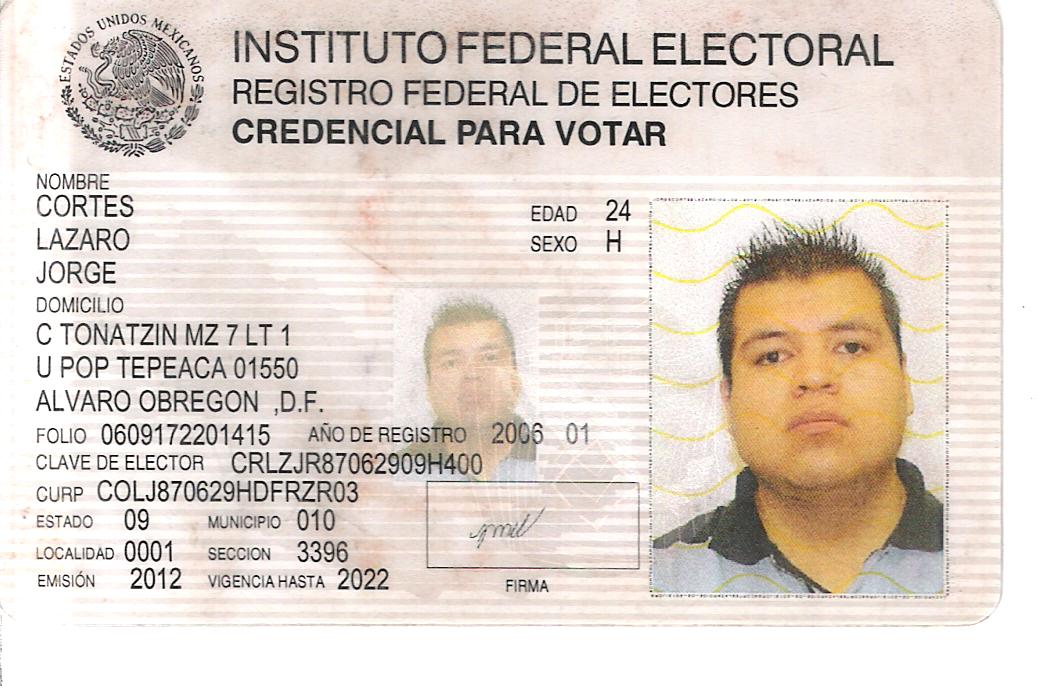 ESTADOS UNIDOS MEXICANOS
INSTITUTO FEDERAL ELECTORAL
REGISTRO FEDERAL DE ELECTORES
CREDENCIAL PARA VOTAR
NOMBRE
CORTES
LAZARO
JORGE
EDAD 24
SEXO H
DOMICILIO
C TONATZIN MZ 7 LT 1
U POP TEPEACA 01550
ALVARO OBREGON ,D.F.
FOLIO 0609172201415 AÑO DE REGISTRO 2006 01
CLAVE DE ELECTOR CRLZJR87062909H400
CURP COLJ870629HDFRZR03
ESTADO 09 MUNICIPIO 010
LOCALIDAD 0001 SECCION 3396
EMISIÓN 2012 VIGENCIA HASTA 2022
FIRMA